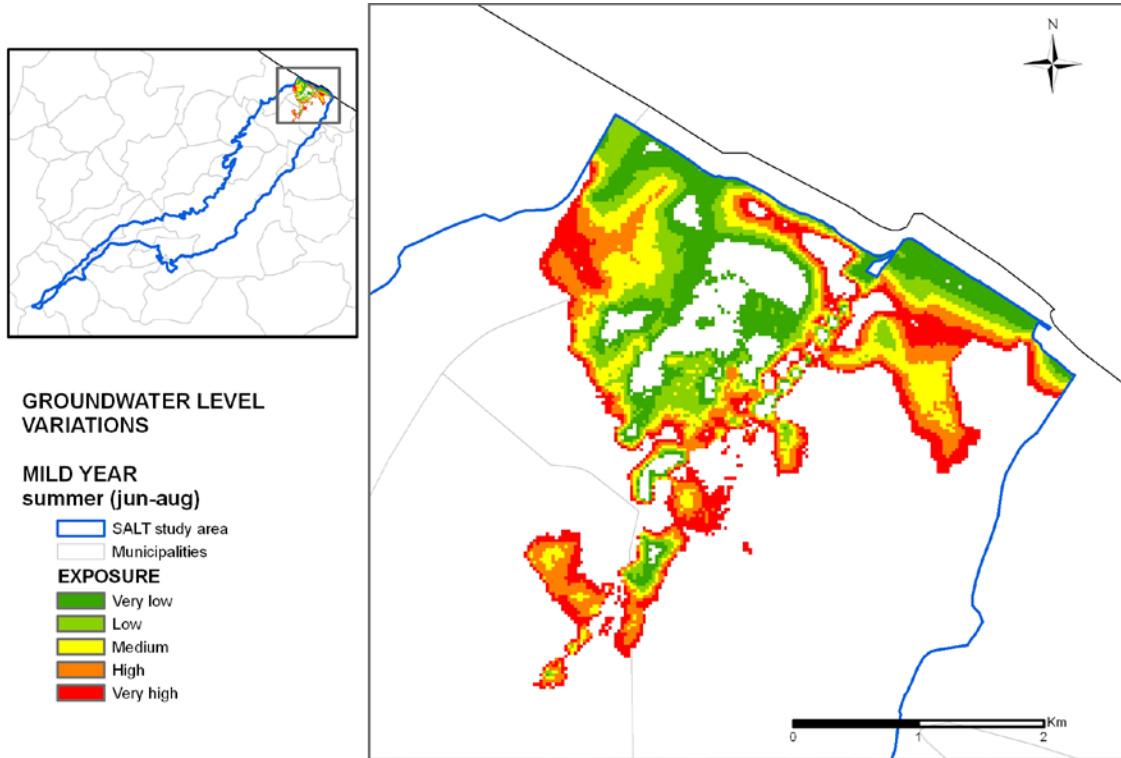 GROUNDWATER LEVEL
VARIATIONS
MILD YEAR
summer (jun-aug)
SALT study area
Municipalities
EXPOSURE
Very low
Low
Medium
High
Very high
N
Km
0 1 2